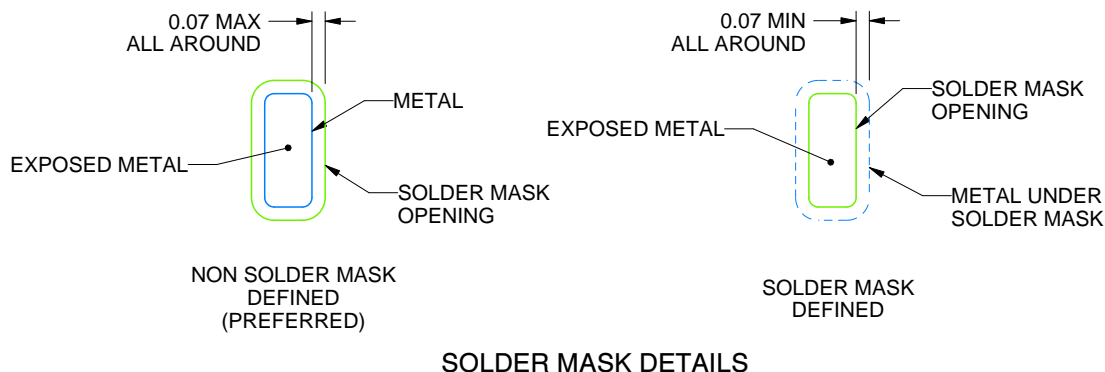 0.07 MAX
ALL AROUND
METAL
EXPOSED METAL
SOLDER MASK
OPENING
NON SOLDER MASK
DEFINED
(PREFERRED)
0.07 MIN
ALL AROUND
SOLDER MASK
OPENING
EXPOSED METAL
METAL UNDER
SOLDER MASK
SOLDER MASK
DEFINED
SOLDER MASK DETAILS